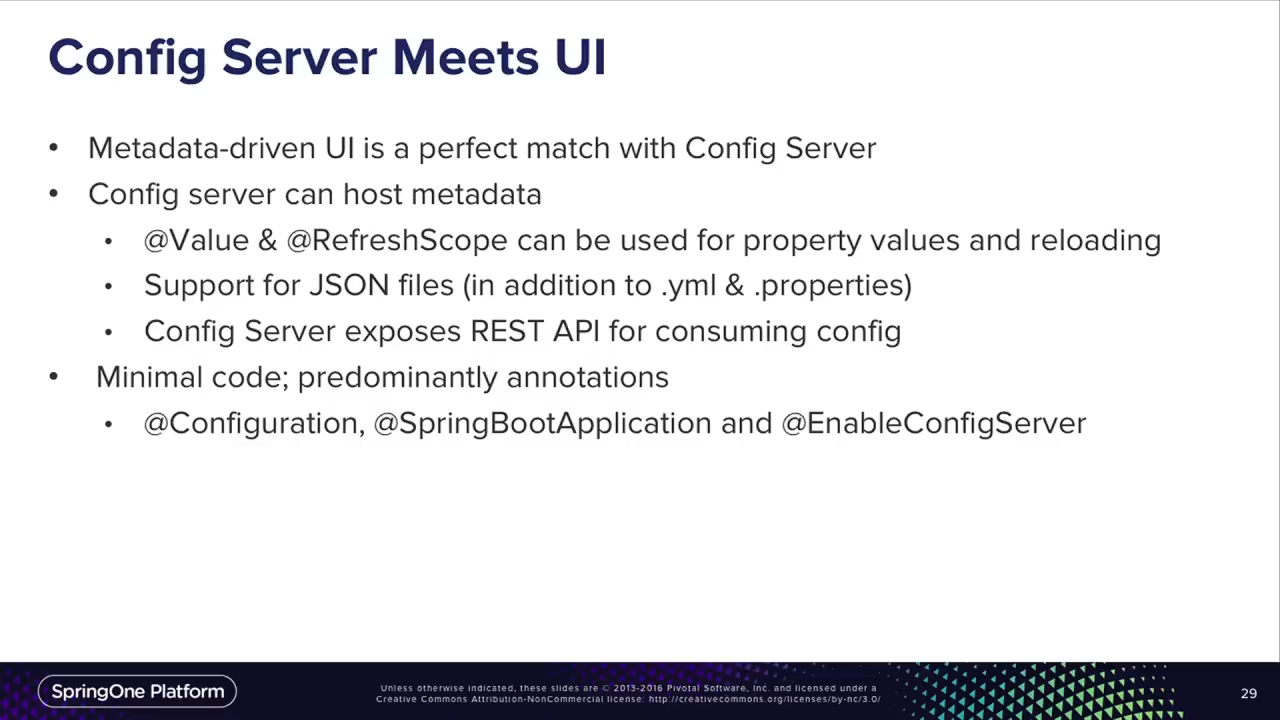 Config Server Meets UI
• Metadata-driven UI is a perfect match with Config Server
• Config server can host metadata
• @Value & @RefreshScope can be used for property values and reloading
• Support for JSON files (in addition to .yml & .properties)
• Config Server exposes REST API for consuming config
• Minimal code; predominantly annotations
• @Configuration, @SpringBootApplication and @EnableConfigServer
SpringOne Platform
Unless otherwise indicated, these slides are © 2013-2016 Pivotal Software, Inc. and licensed under a
Creative Commons Attribution-NonCommercial license: http://creativecommons.org/licenses/by-nc/3.0/
29